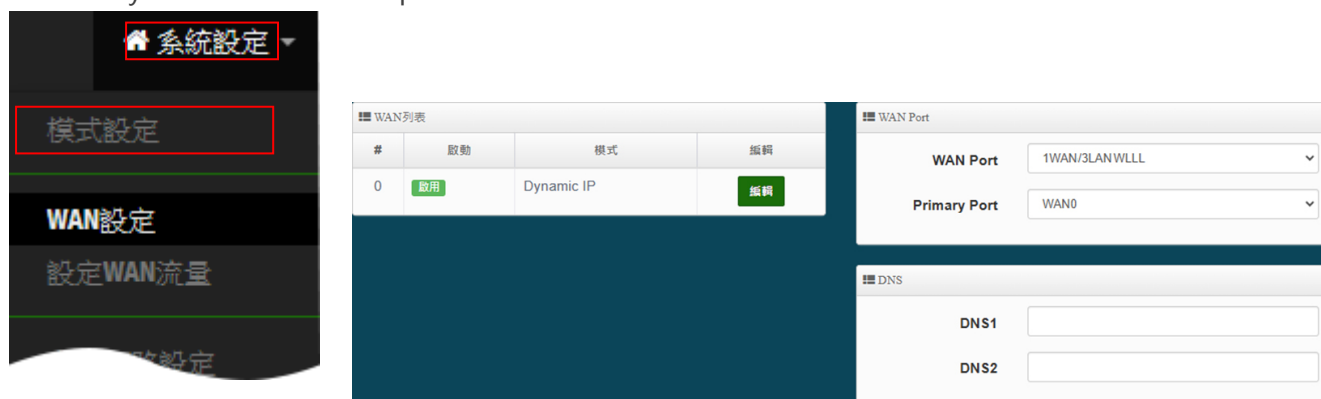 系統設定
模式設定
WAN設定
設定WAN流量
設定
WAN列表
# 啟動 模式 編輯
0 啟用 Dynamic IP 編輯
WAN Port
WAN Port 1WAN/3LAN WLLL
Primary Port WAN0
DNS
DNS1
DNS2